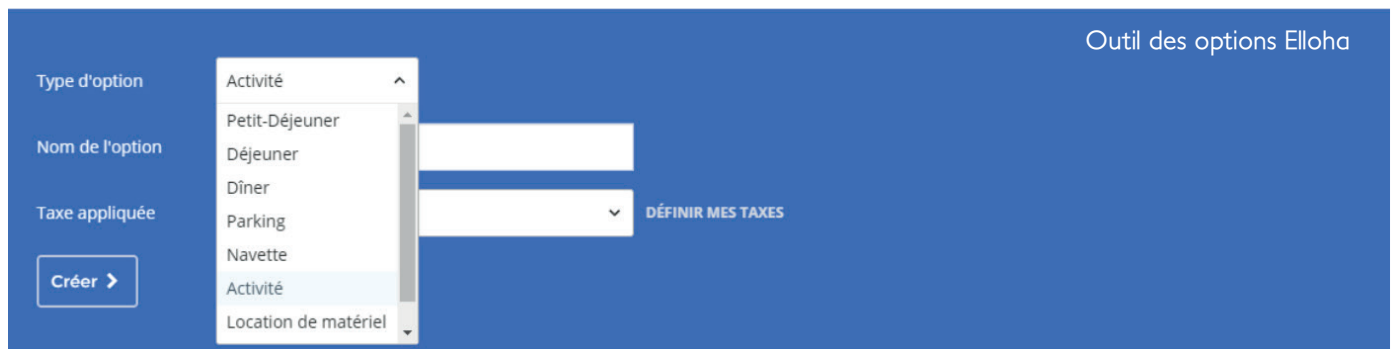 Outil des options Elloha
Type d'option
Activité
Petit-Déjeuner
Nom de l'option
Déjeuner
Dîner
Taxe appliquée
DÉFINIR MES TAXES
Parking
Navette
Créer
Activité
Location de matériel